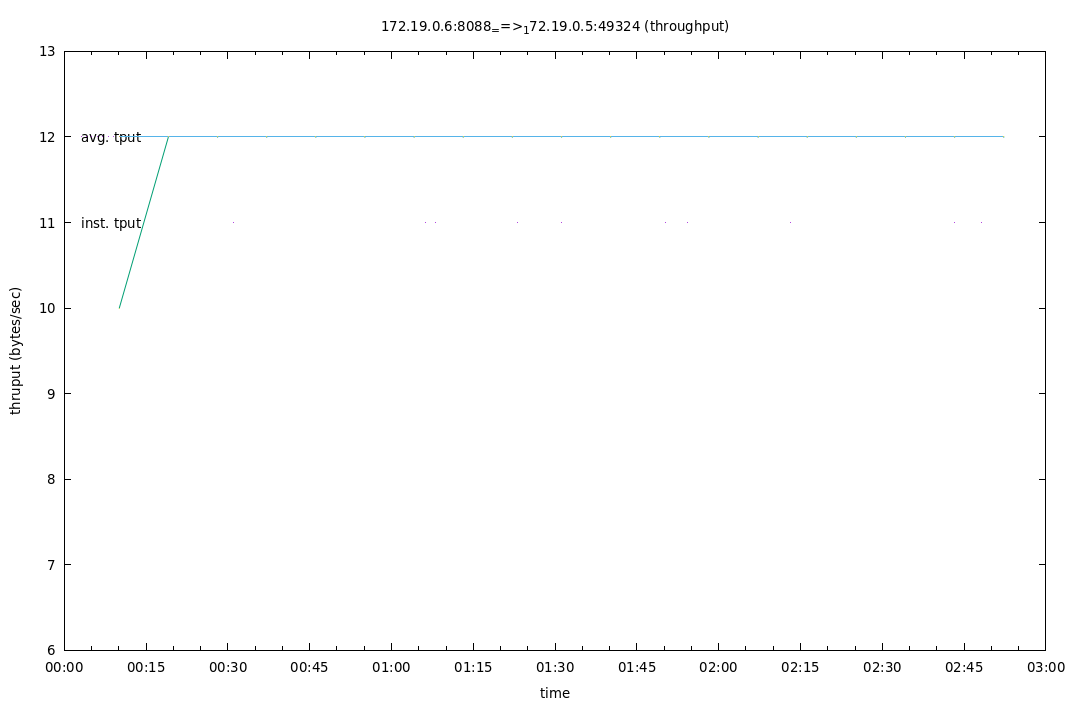 172.19.0.6:8088₌=>₁72.19.0.5:49324 (throughput)
13
12
11
10
9
8
7
6
avg. tput
inst. tput
thruput (bytes/sec)
00:00 00:15 00:30 00:45 01:00 01:15 01:30 01:45 02:00 02:15 02:30 02:45 03:00
time